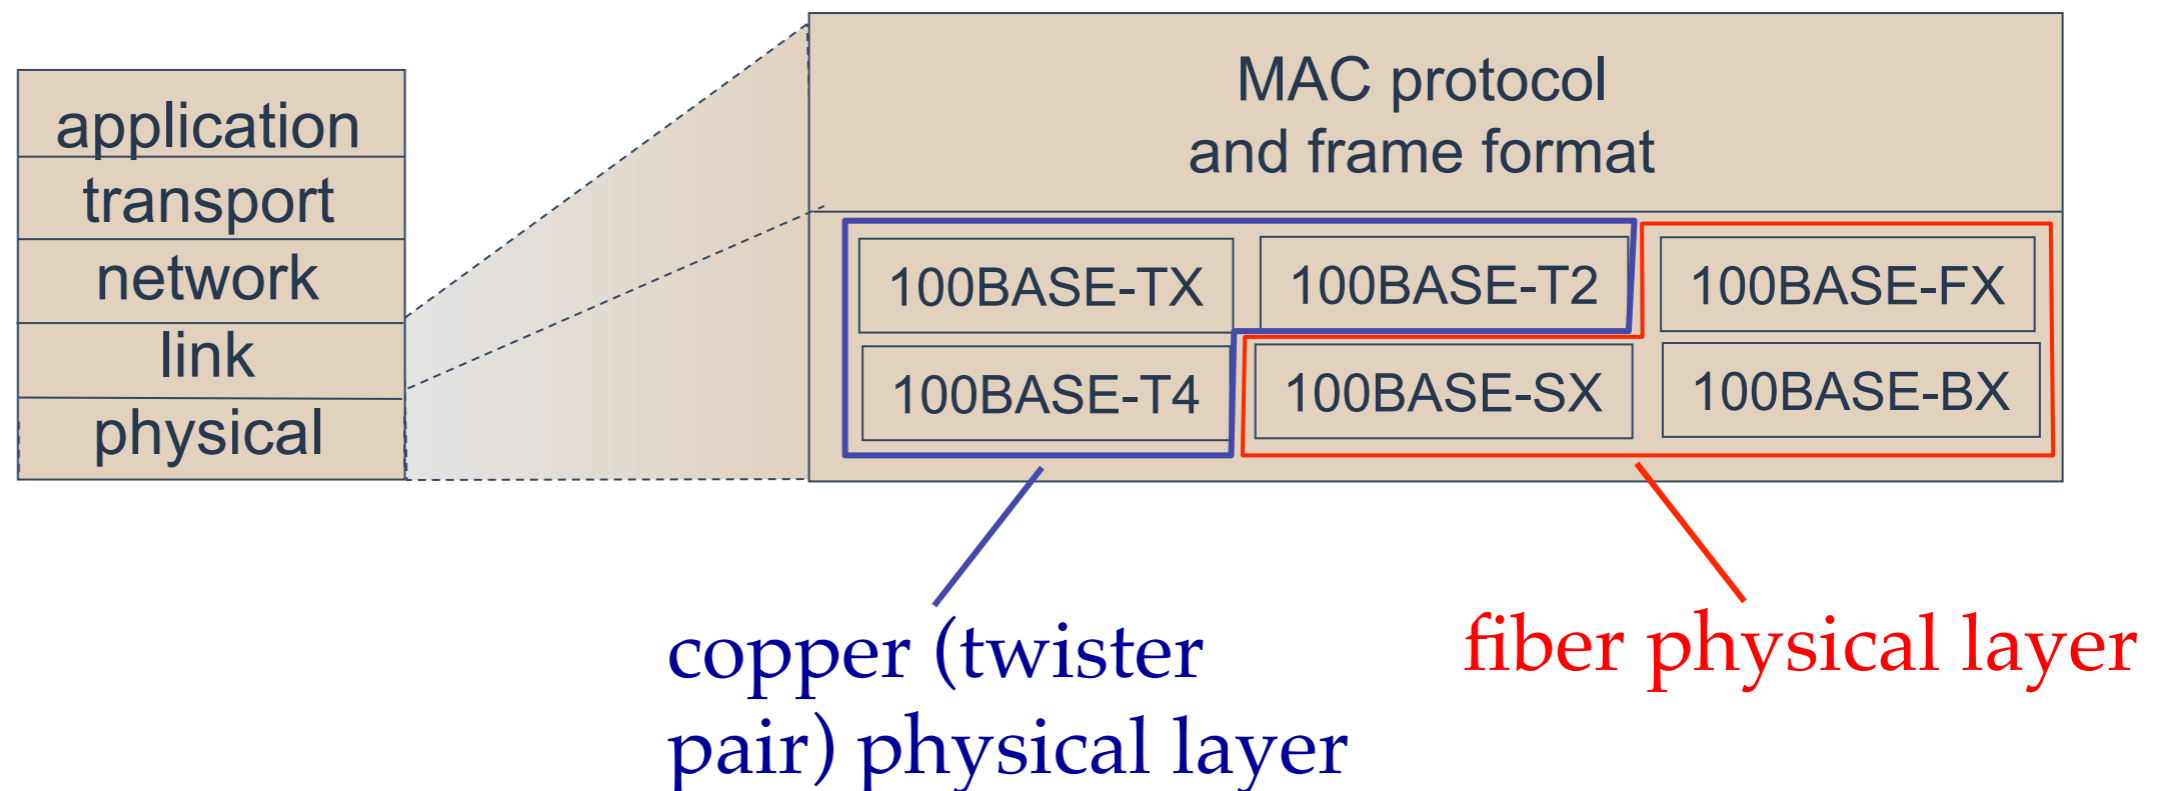 application
transport
network
link
physical
MAC protocol
and frame format
100BASE-TX
100BASE-T2
100BASE-FX
100BASE-T4
100BASE-SX
100BASE-BX
copper (twister
pair) physical layer
fiber physical layer